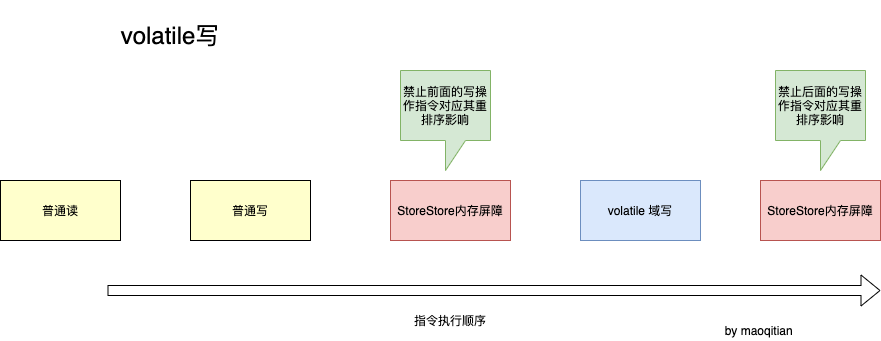 volatile写
禁止前面的写操
作指令对应其重
排序影响
禁止后面的写操
作指令对应其重
排序影响
普通读
普通写
StoreStore内存屏障
volatile 域写
StoreStore内存屏障
指令执行顺序
by maoqitian